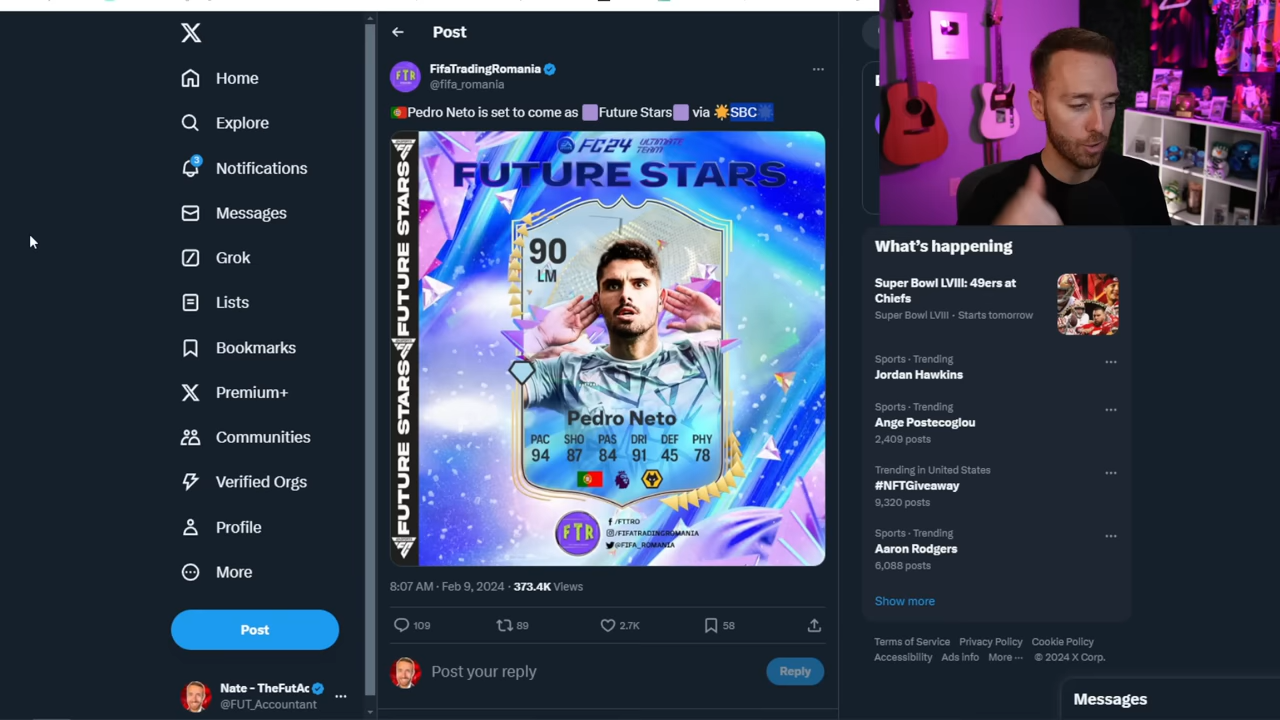 Home
Explore
3
Notifications
Messages
Grok
Lists
Bookmarks
Premium+
Communities
Verified Orgs
Profile
More
Post
Nate - TheFutAc
@FUT_Accountant
Post
FifaTradingRomania
@fifa_romania
Pedro Neto is set to come as Future Stars via SBC
FUTURE STARS FUTURE STARS
FC24 ULTIMATE TEAM
FUTURE STARS
90
LM
Pedro Neto
PAC SHO PAS DRI DEF PHY
94 87 84 91 45 78
FTR
/FTTRO
/FIFATRADINGROMANIA
@FIFA_ROMANIA
8:07 AM · Feb 9, 2024 · 373.4K Views
109 89 2.7K 58
Post your reply
Reply
What's happening
Super Bowl LVIII: 49ers at
Chiefs
Super Bowl LVIII · Starts tomorrow
Sports · Trending
Jordan Hawkins
Sports · Trending
Ange Postecoglou
2,409 posts
Trending in United States
#NFTGiveaway
9,320 posts
Sports · Trending
Aaron Rodgers
6,088 posts
Show more
Terms of Service Privacy Policy Cookie Policy
Accessibility Ads info More ··· © 2024 X Corp.
Messages